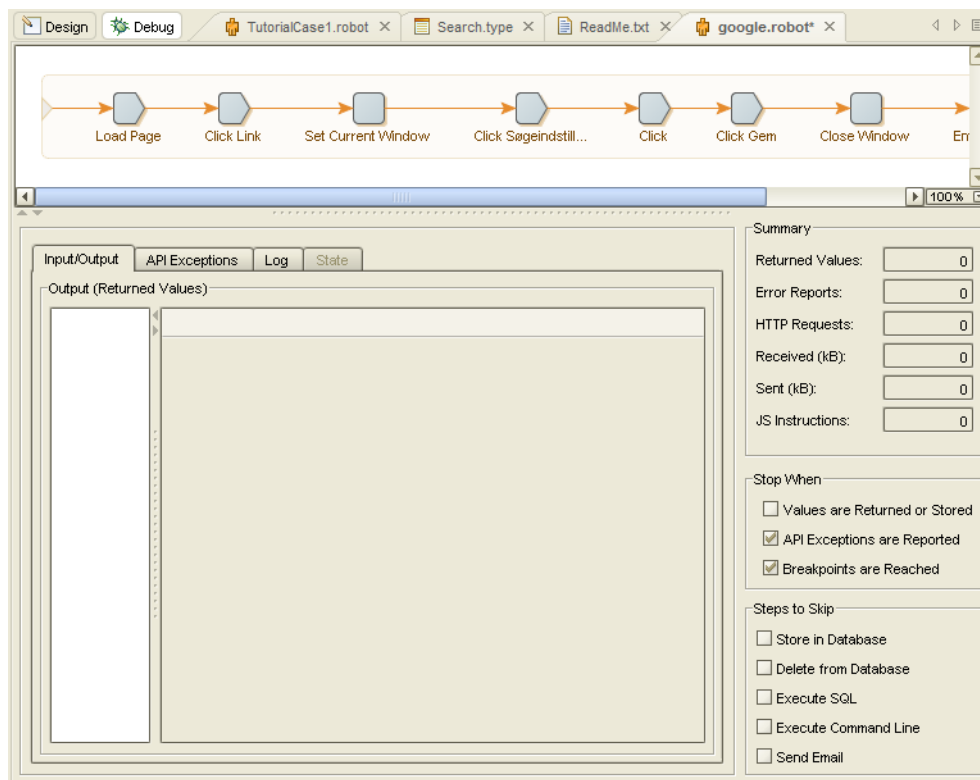 Design Debug TutorialCase1.robot Search.type ReadMe.txt google.robot*
Load Page Click Link Set Current Window Click Søgeindstill... Click Click Gem Close Window
100%
Input/Output API Exceptions Log State
Output (Returned Values)
Summary
Returned Values: 0
Error Reports: 0
HTTP Requests: 0
Received (kB): 0
Sent (kB): 0
JS Instructions: 0
Stop When
Values are Returned or Stored
API Exceptions are Reported
Breakpoints are Reached
Steps to Skip
Store in Database
Delete from Database
Execute SQL
Execute Command Line
Send Email